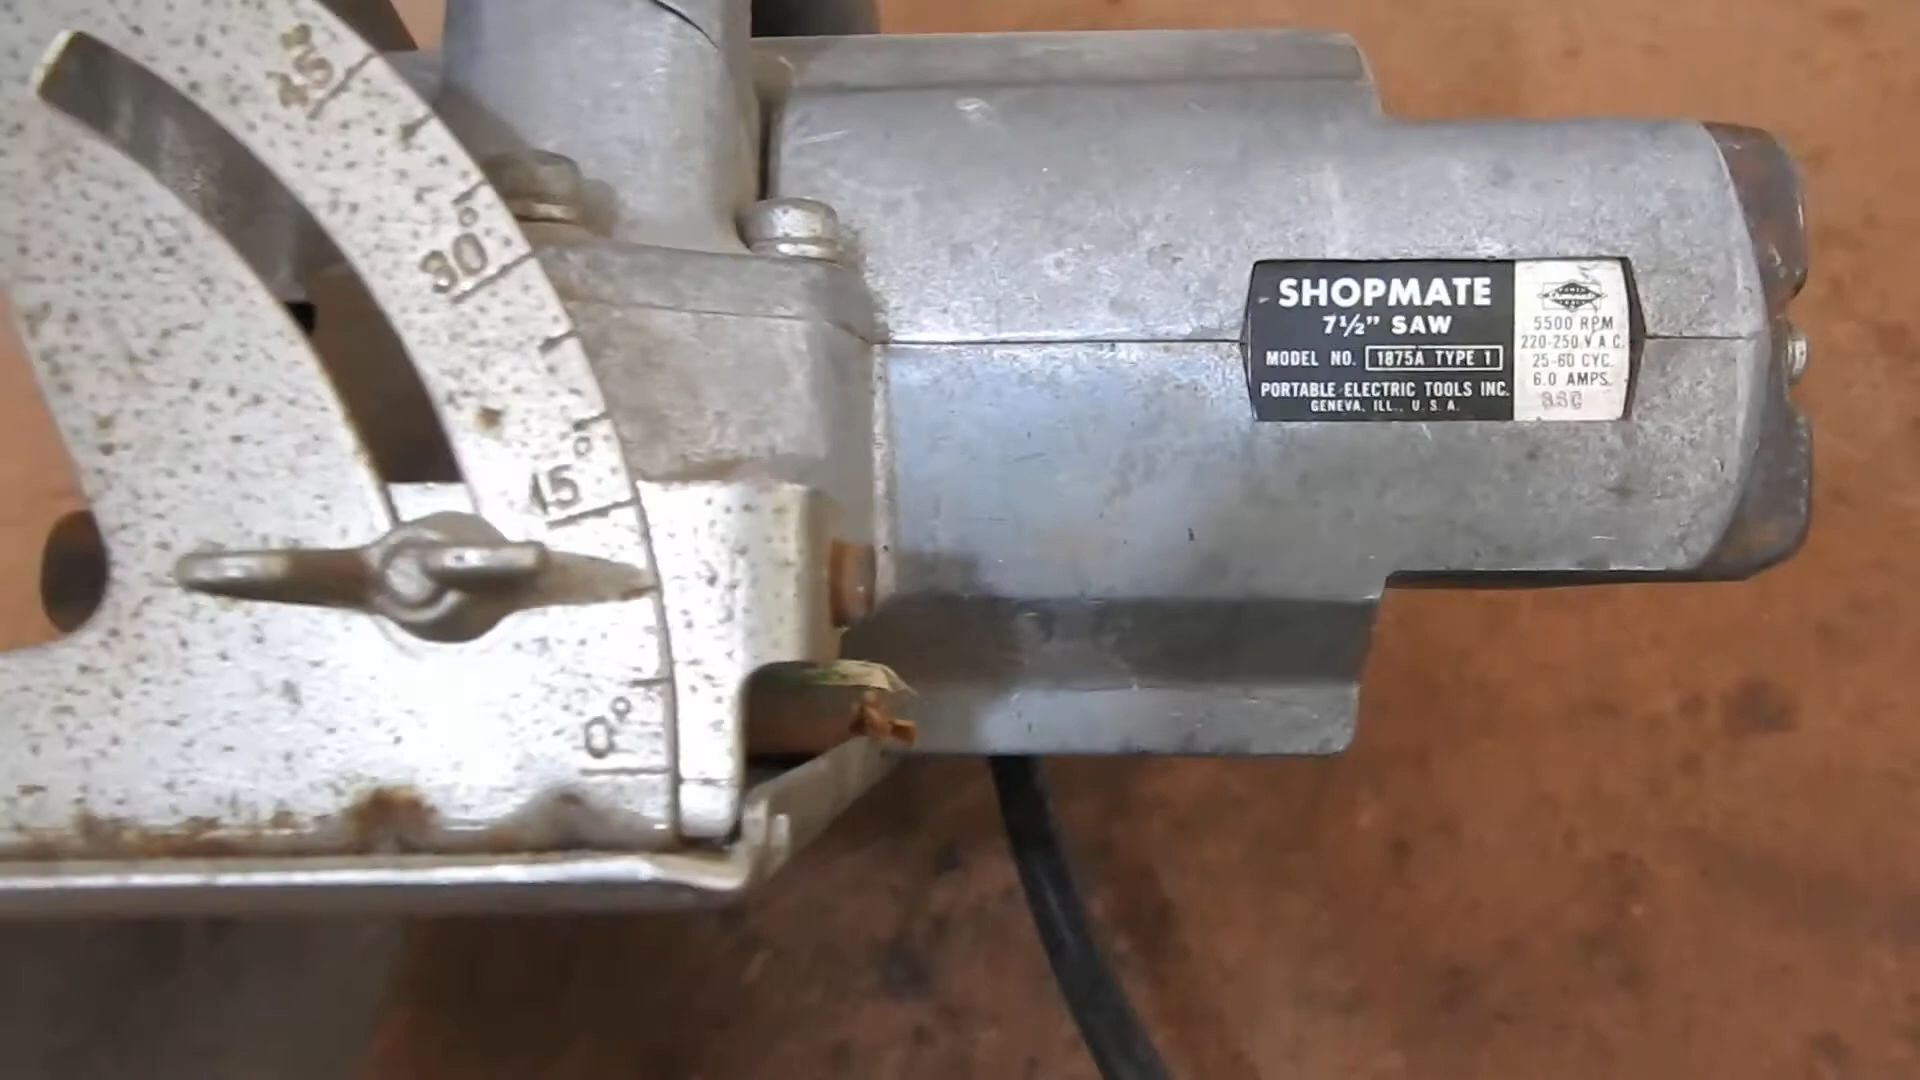 45°
30°
15°
0°
SHOPMATE
7½” SAW
MODEL NO. 1875A TYPE 1
PORTABLE ELECTRIC TOOLS INC.
GENEVA, ILL., U. S. A.
5500 RPM
220-250 V A C.
25-60 CYC.
6.0 AMPS.